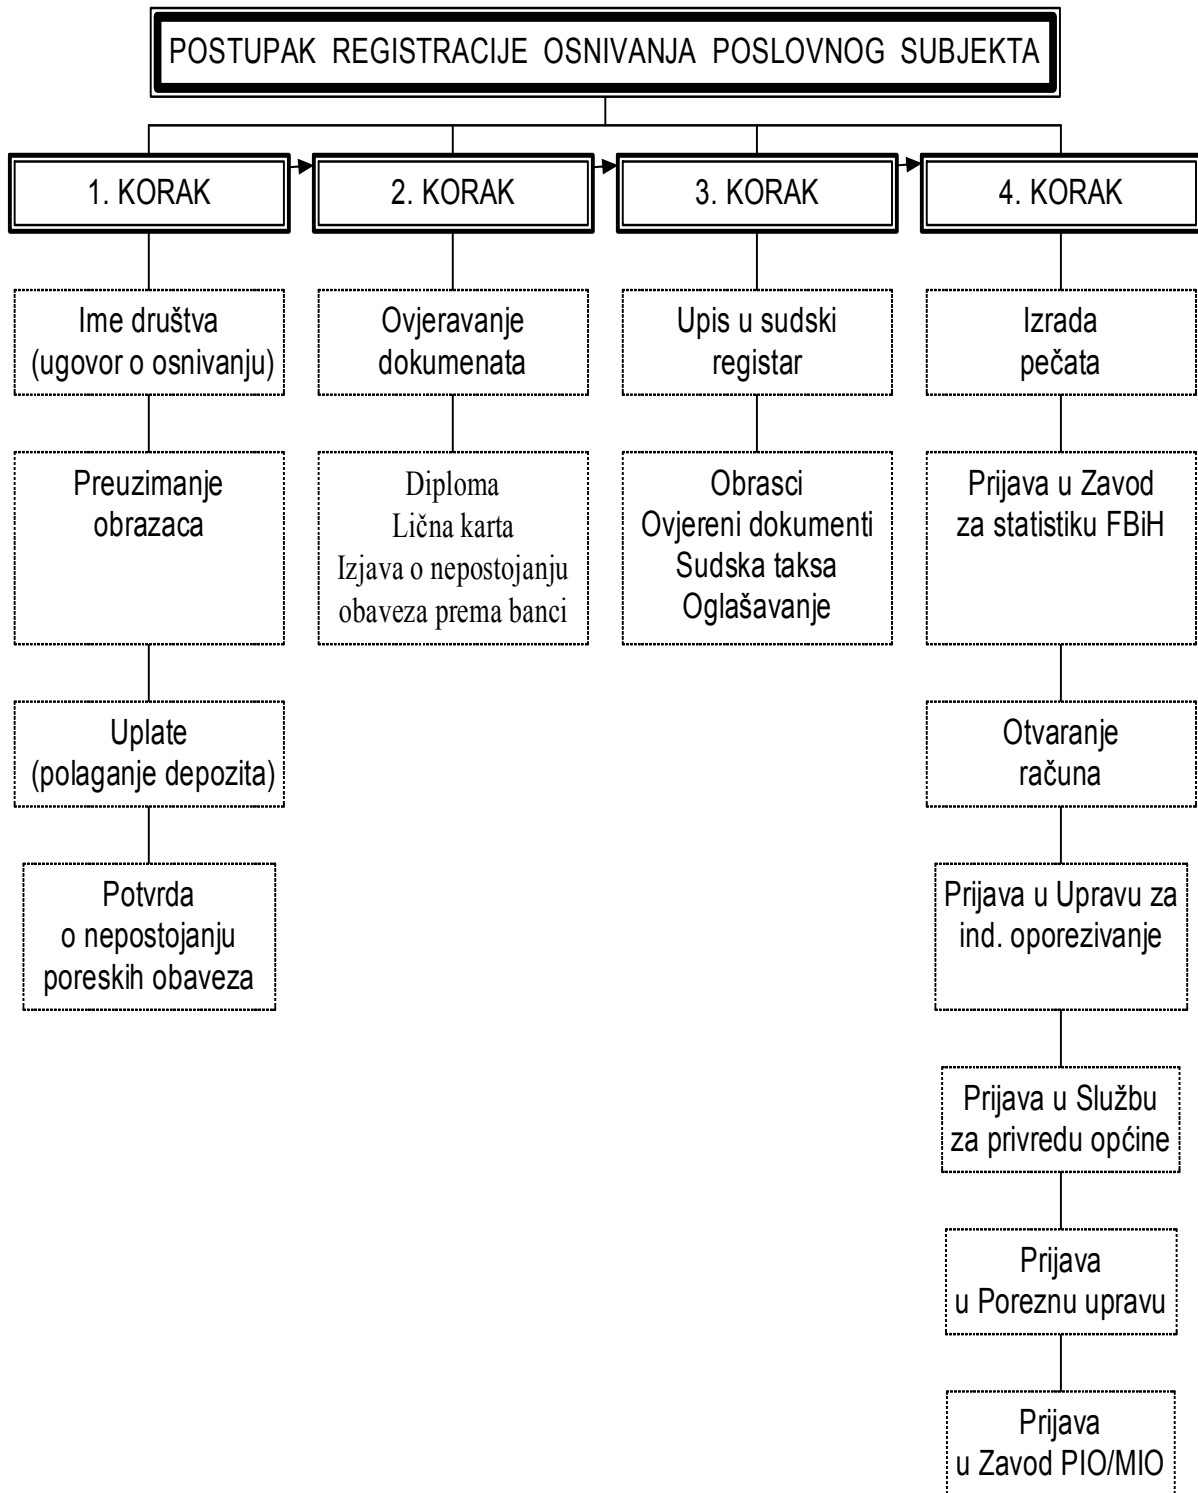 POSTUPAK REGISTRACIJE OSNIVANJA POSLOVNOG SUBJEKTA
1. KORAK
Ime društva
(ugovor o osnivanju)
Preuzimanje
obrazaca
Uplate
(polaganje depozita)
Potvrda
o nepostojanju
poreskih obaveza
2. KORAK
Ovjeravanje
dokumenata
Diploma
Lična karta
Izjava o nepostojanju
obaveza prema banci
3. KORAK
Upis u sudski
registar
Obrasci
Ovjereni dokumenti
Sudska taksa
Oglašavanje
4. KORAK
Izrada
pečata
Prijava u Zavod
za statistiku FBiH
Otvaranje
računa
Prijava u Upravu za
ind. oporezivanje
Prijava u Službu
za privredu općine
Prijava
u Poreznu upravu
Prijava
u Zavod PIO/MIO